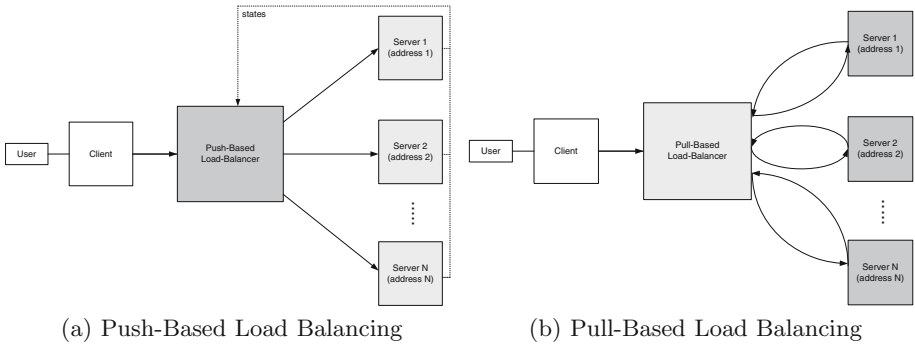 states
User
Client
Push-Based
Load-Balancer
Server 1
(address 1)
Server 2
(address 2)
Server N
(address N)
(a) Push-Based Load Balancing
User
Client
Pull-Based
Load-Balancer
Server 1
(address 1)
Server 2
(address 2)
Server N
(address N)
(b) Pull-Based Load Balancing